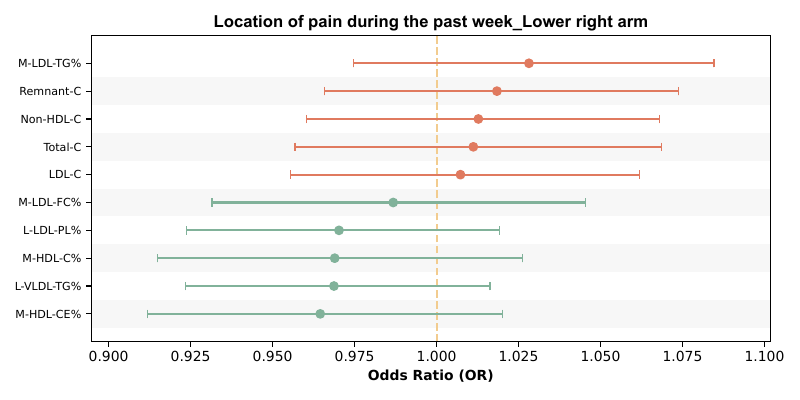 Location of pain during the past week_Lower right arm
M-LDL-TG%
Remnant-C
Non-HDL-C
Total-C
LDL-C
M-LDL-FC%
L-LDL-PL%
M-HDL-C%
L-VLDL-TG%
M-HDL-CE%
0.900 0.925 0.950 0.975 1.000 1.025 1.050 1.075 1.100
Odds Ratio (OR)